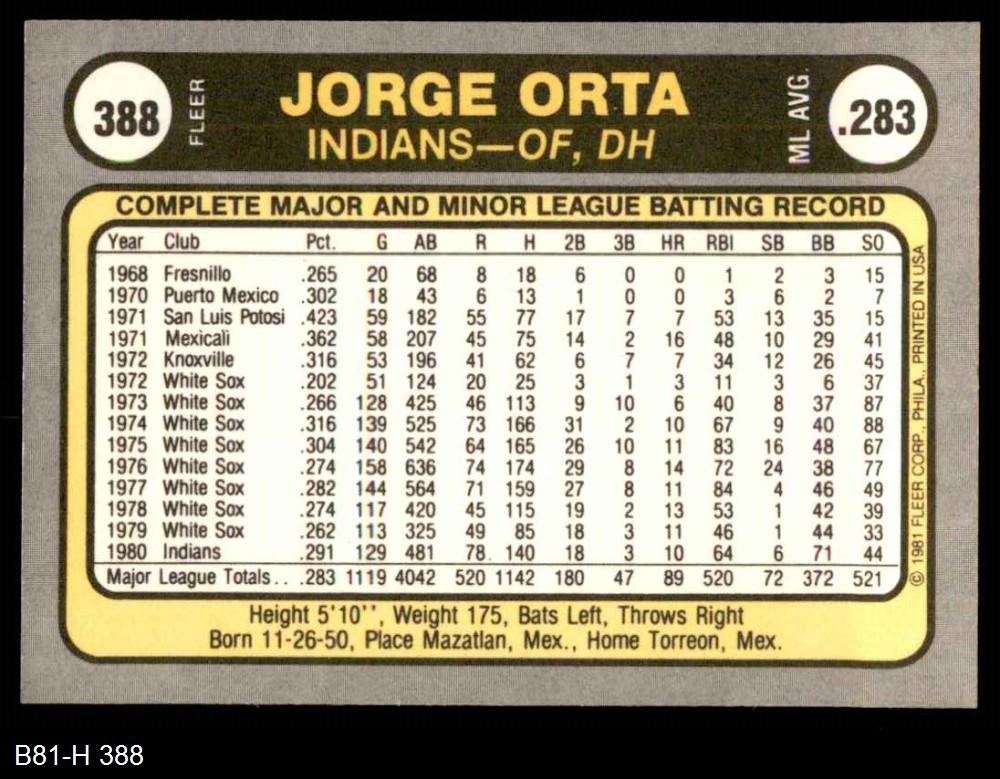 388 FLEER JORGE ORTA ML AVG. .283
INDIANS—OF, DH
COMPLETE MAJOR AND MINOR LEAGUE BATTING RECORD
Year Club Pct. G AB R H 2B 3B HR RBI SB BB SO
1968 Fresnillo .265 20 68 8 18 6 0 0 1 2 3 15
1970 Puerto Mexico .302 18 43 6 13 1 0 0 3 6 2 7
1971 San Luis Potosi .423 59 182 55 77 17 7 7 53 13 35 15
1971 Mexicali .362 58 207 45 75 14 2 16 48 10 29 41
1972 Knoxville .316 53 196 41 62 6 7 7 34 12 26 45
1972 White Sox .202 51 124 20 25 3 1 3 11 3 6 37
1973 White Sox .266 128 425 46 113 9 10 6 40 8 37 87
1974 White Sox .316 139 525 73 166 31 2 10 67 9 40 88
1975 White Sox .304 140 542 64 165 26 10 11 83 16 48 67
1976 White Sox .274 158 636 74 174 29 8 14 72 24 38 77
1977 White Sox .282 144 564 71 159 27 8 11 84 4 46 49
1978 White Sox .274 117 420 45 115 19 2 13 53 1 42 39
1979 White Sox .262 113 325 49 85 18 3 11 46 1 44 33
1980 Indians .291 129 481 78 140 18 3 10 64 6 71 44
Major League Totals.. .283 1119 4042 520 1142 180 47 89 520 72 372 521
© 1981 FLEER CORP., PHILA., PRINTED IN USA
Height 5'10'', Weight 175, Bats Left, Throws Right
Born 11-26-50, Place Mazatlan, Mex., Home Torreon, Mex.
B81-H 388